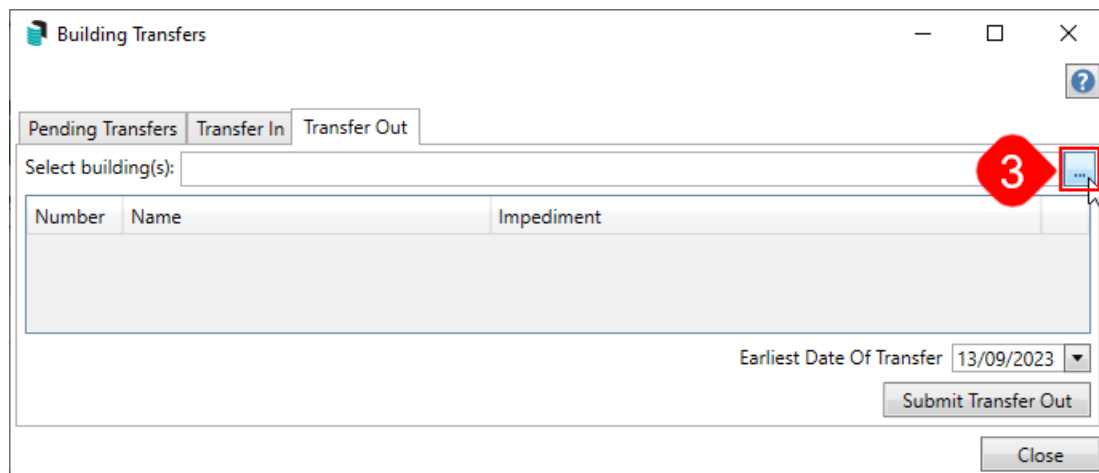 Building Transfers
?
Pending Transfers Transfer In Transfer Out
Select building(s): 3 ...
Number Name Impediment
Earliest Date Of Transfer 13/09/2023
Submit Transfer Out
Close